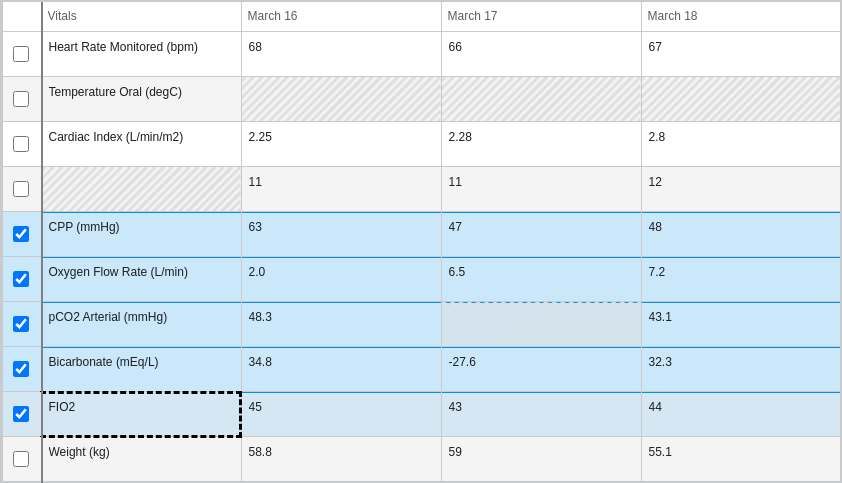 Vitals March 16 March 17 March 18
Heart Rate Monitored (bpm) 68 66 67
Temperature Oral (degC)
Cardiac Index (L/min/m2) 2.25 2.28 2.8
11 11 12
CPP (mmHg) 63 47 48
Oxygen Flow Rate (L/min) 2.0 6.5 7.2
pCO2 Arterial (mmHg) 48.3 43.1
Bicarbonate (mEq/L) 34.8 -27.6 32.3
FIO2 45 43 44
Weight (kg) 58.8 59 55.1